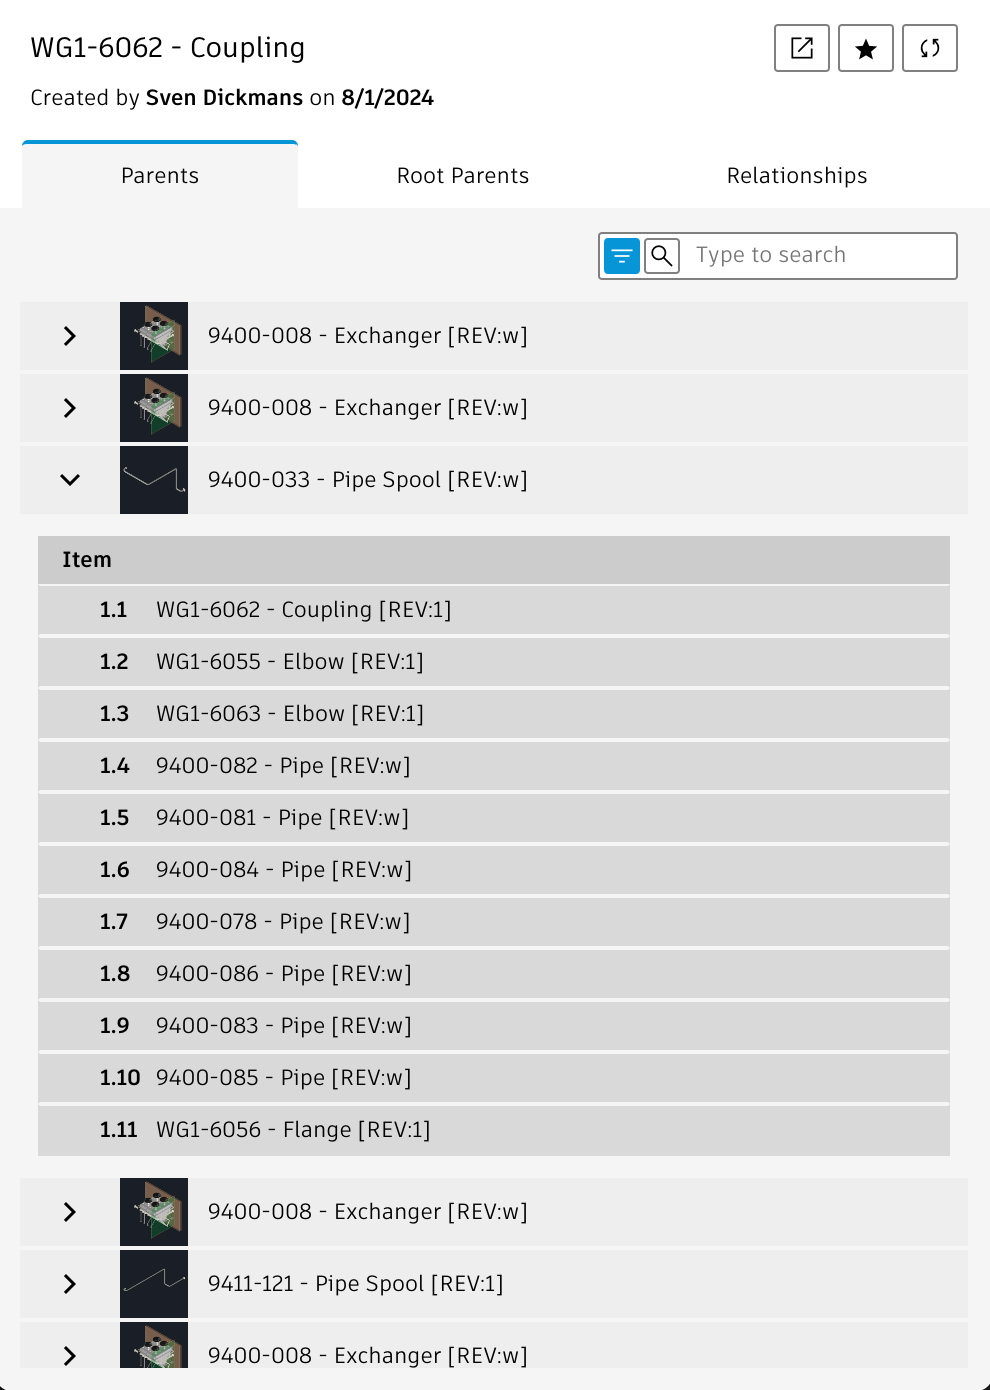 WG1-6062 - Coupling
Created by Sven Dickmans on 8/1/2024
Parents
Root Parents
Relationships
Type to search
9400-008 - Exchanger [REV:w]
9400-008 - Exchanger [REV:w]
9400-033 - Pipe Spool [REV:w]
Item
1.1 WG1-6062 - Coupling [REV:1]
1.2 WG1-6055 - Elbow [REV:1]
1.3 WG1-6063 - Elbow [REV:1]
1.4 9400-082 - Pipe [REV:w]
1.5 9400-081 - Pipe [REV:w]
1.6 9400-084 - Pipe [REV:w]
1.7 9400-078 - Pipe [REV:w]
1.8 9400-086 - Pipe [REV:w]
1.9 9400-083 - Pipe [REV:w]
1.10 9400-085 - Pipe [REV:w]
1.11 WG1-6056 - Flange [REV:1]
9400-008 - Exchanger [REV:w]
9411-121 - Pipe Spool [REV:1]
9400-008 - Exchanger [REV:w]